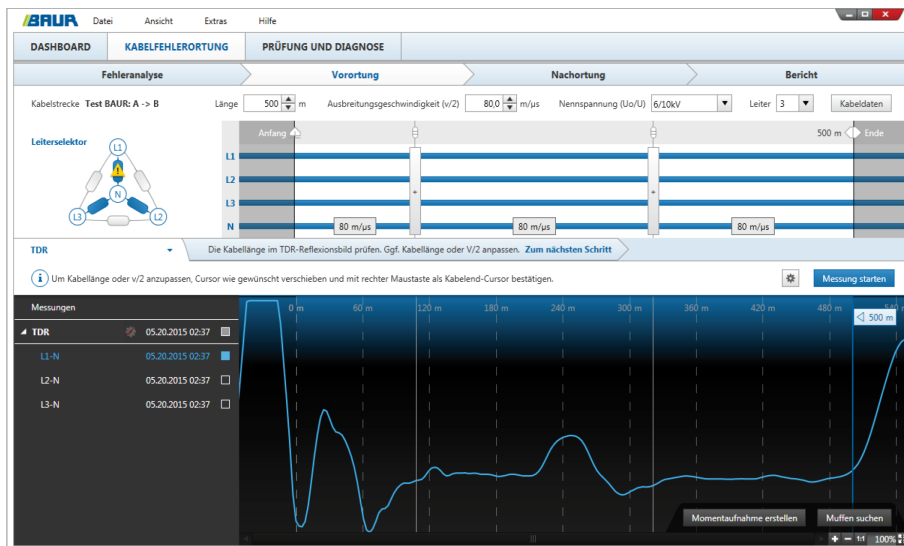 BAUR Datei Ansicht Extras Hilfe
DASHBOARD KABELFEHLERORTUNG PRÜFUNG UND DIAGNOSE
Fehleranalyse Vorortung Nachortung Bericht
Kabelstrecke Test BAUR: A -> B Länge 500 m Ausbreitungsgeschwindigkeit (v/2) 80,0 m/µs Nennspannung (Uo/U) 6/10kV Leiter 3 Kabeldaten
Anfang 500 m Ende
Leiterselektor
L1
N
L3 L2
L1
L2
L3
N 80 m/µs 80 m/µs 80 m/µs
TDR Die Kabellänge im TDR-Reflexionsbild prüfen. Ggf. Kabellänge oder V/2 anpassen. Zum nächsten Schritt
i Um Kabellänge oder v/2 anzupassen, Cursor wie gewünscht verschieben und mit rechter Maustaste als Kabelend-Cursor bestätigen. Messung starten
Messungen 0 m 60 m 120 m 180 m 240 m 300 m 360 m 420 m 480 m 540
500 m
TDR 05.20.2015 02:37
L1-N 05.20.2015 02:37
L2-N 05.20.2015 02:37
L3-N 05.20.2015 02:37
Momentaufnahme erstellen Muffen suchen
+ − 1:1 100%